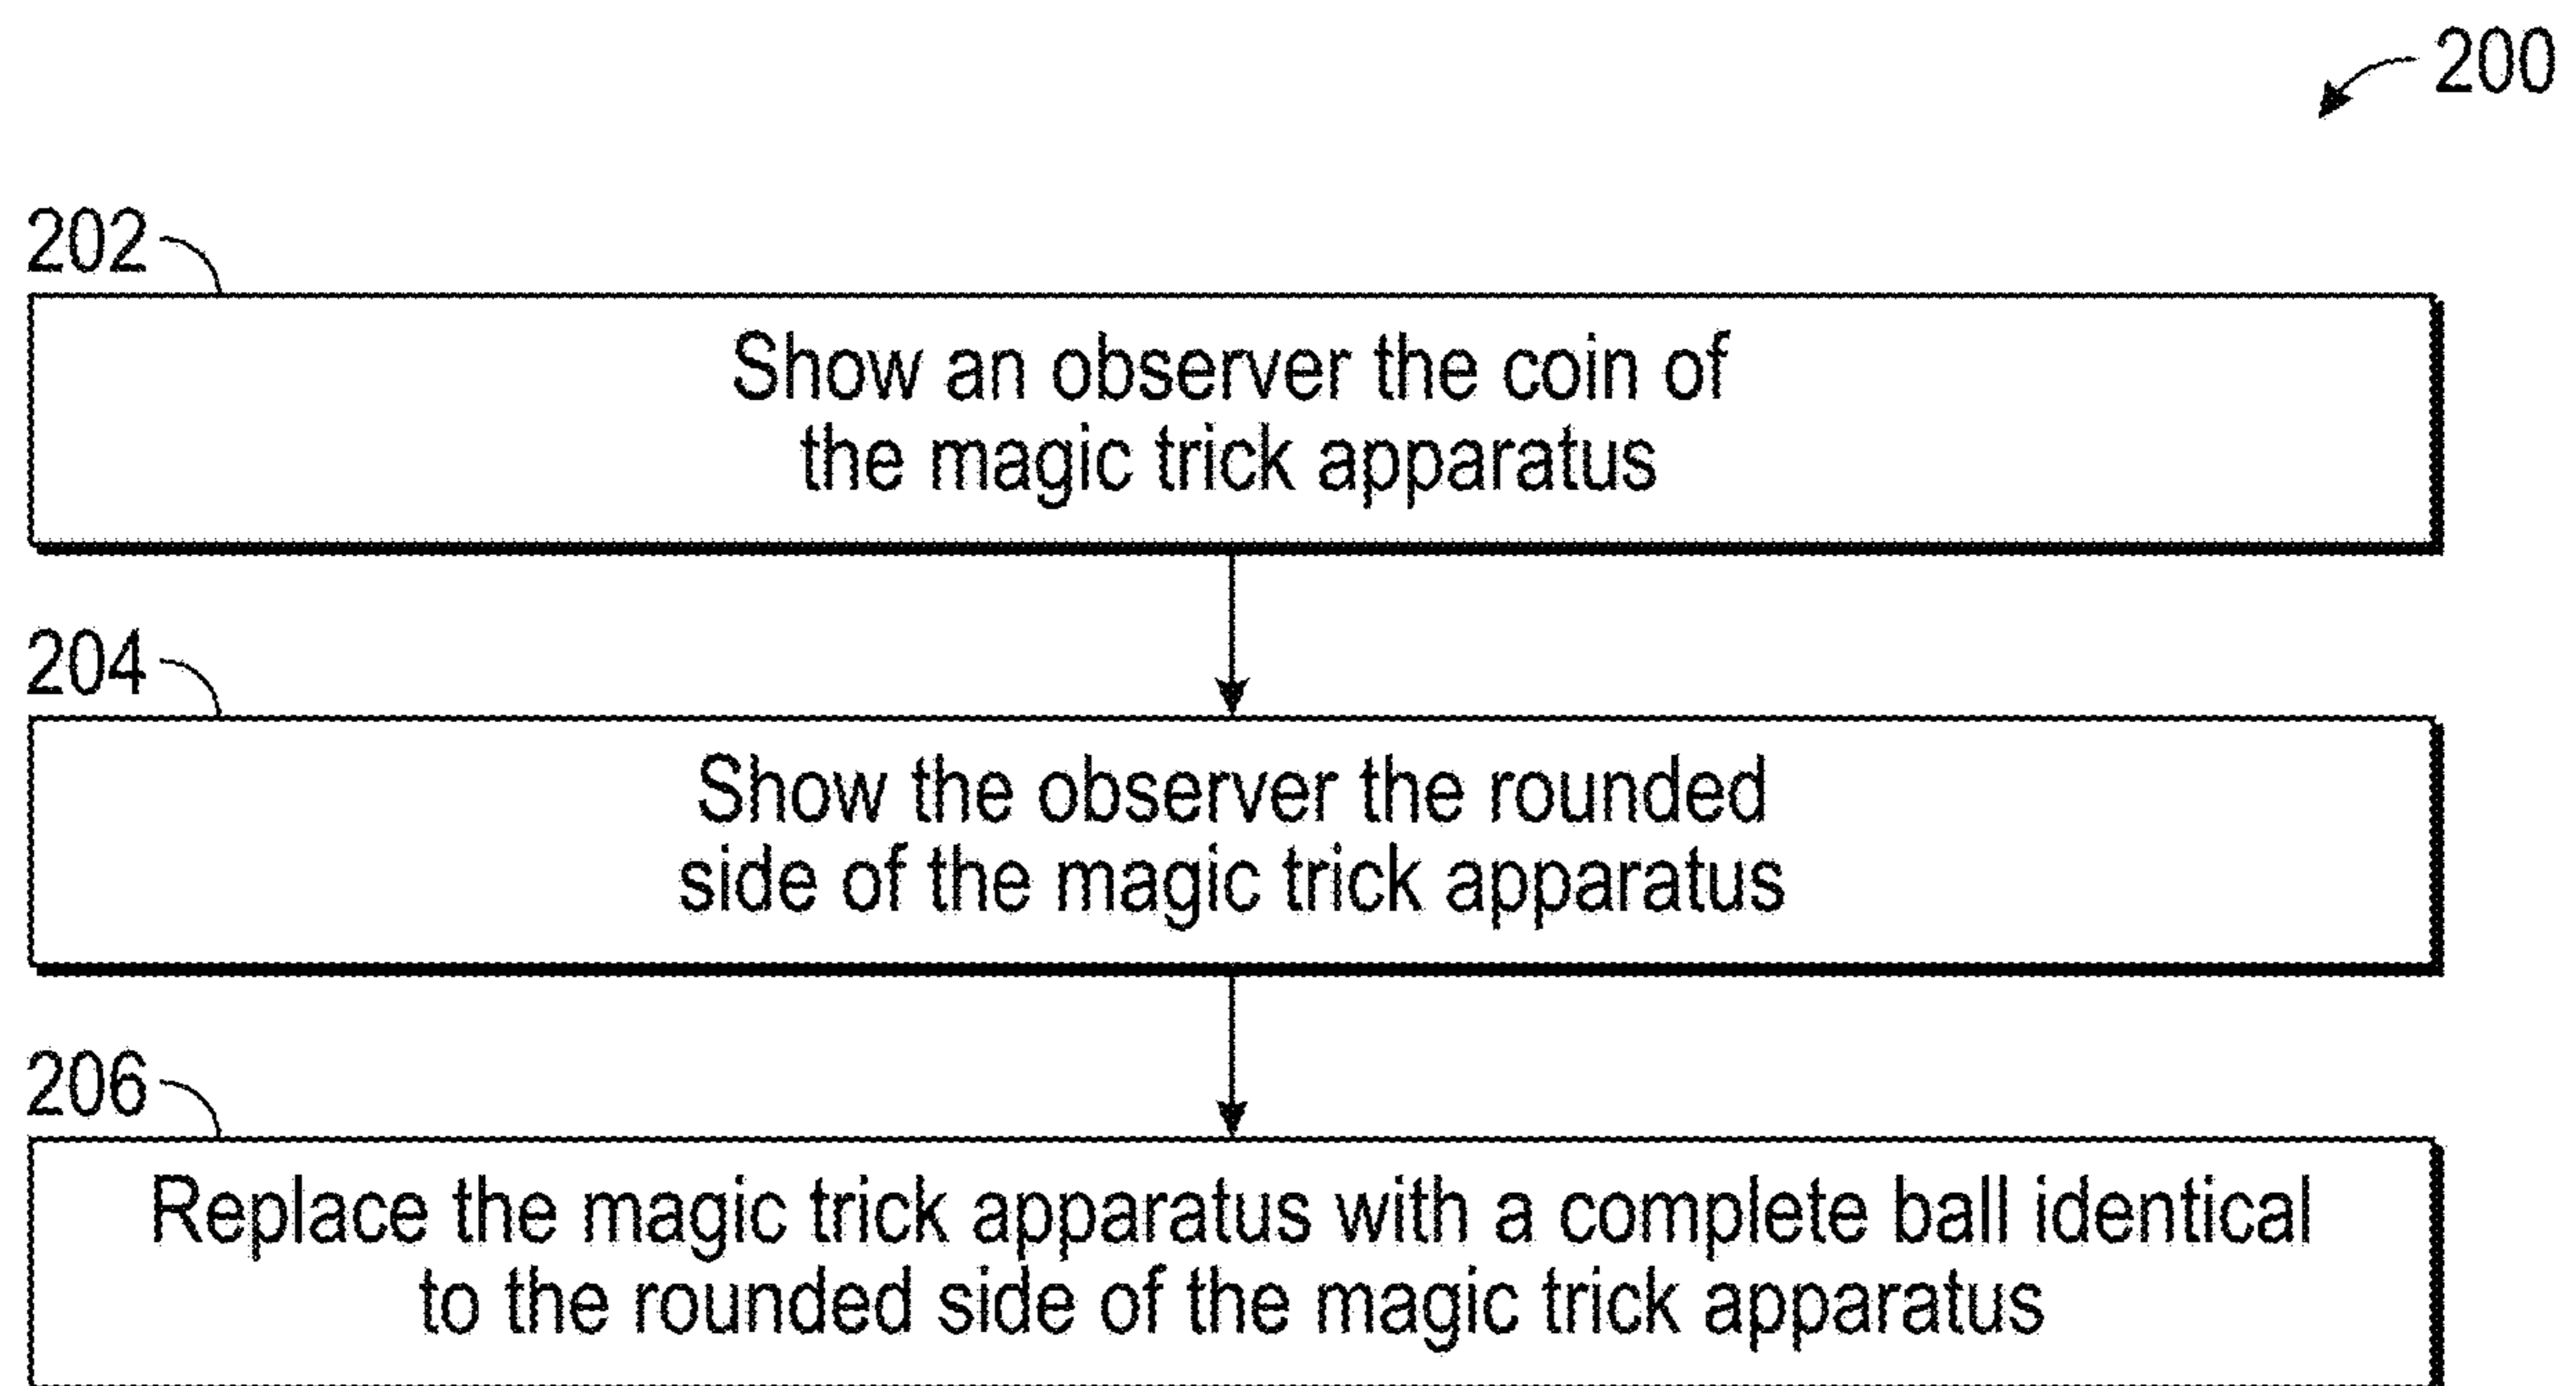 200
202
Show an observer the coin of
the magic trick apparatus
204
Show the observer the rounded
side of the magic trick apparatus
206
Replace the magic trick apparatus with a complete ball identical
to the rounded side of the magic trick apparatus